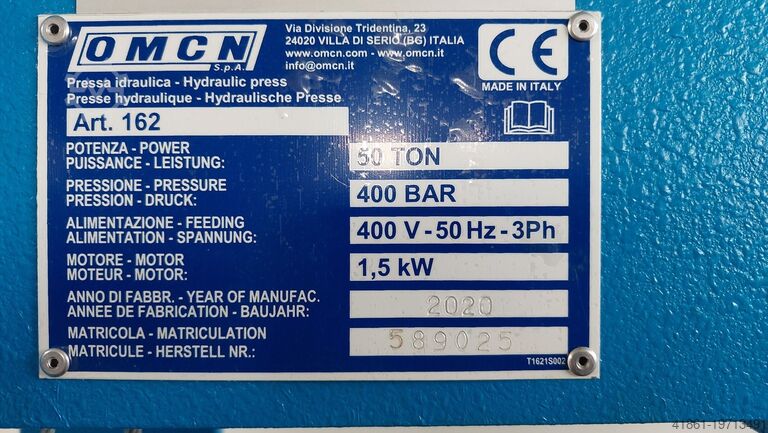 OMCN
S.p.A.
Via Divisione Tridentina, 23
24020 VILLA DI SERIO (BG) ITALIA
www.omcn.com - www.omcn.it
info@omcn.it
CE
MADE IN ITALY
Pressa idraulica - Hydraulic press
Presse hydraulique - Hydraulische Presse
Art. 162
POTENZA - POWER
PUISSANCE - LEISTUNG:
50 TON
PRESSIONE - PRESSURE
PRESSION - DRUCK:
400 BAR
ALIMENTAZIONE - FEEDING
ALIMENTATION - SPANNUNG:
400 V - 50 Hz - 3Ph
MOTORE - MOTOR
MOTEUR - MOTOR:
1,5 kW
ANNO DI FABBR. - YEAR OF MANUFAC.
ANNEE DE FABRICATION - BAUJAHR:
2020
MATRICOLA - MATRICULATION
MATRICULE - HERSTELL NR.:
589025
T1621S002
41861-19713491